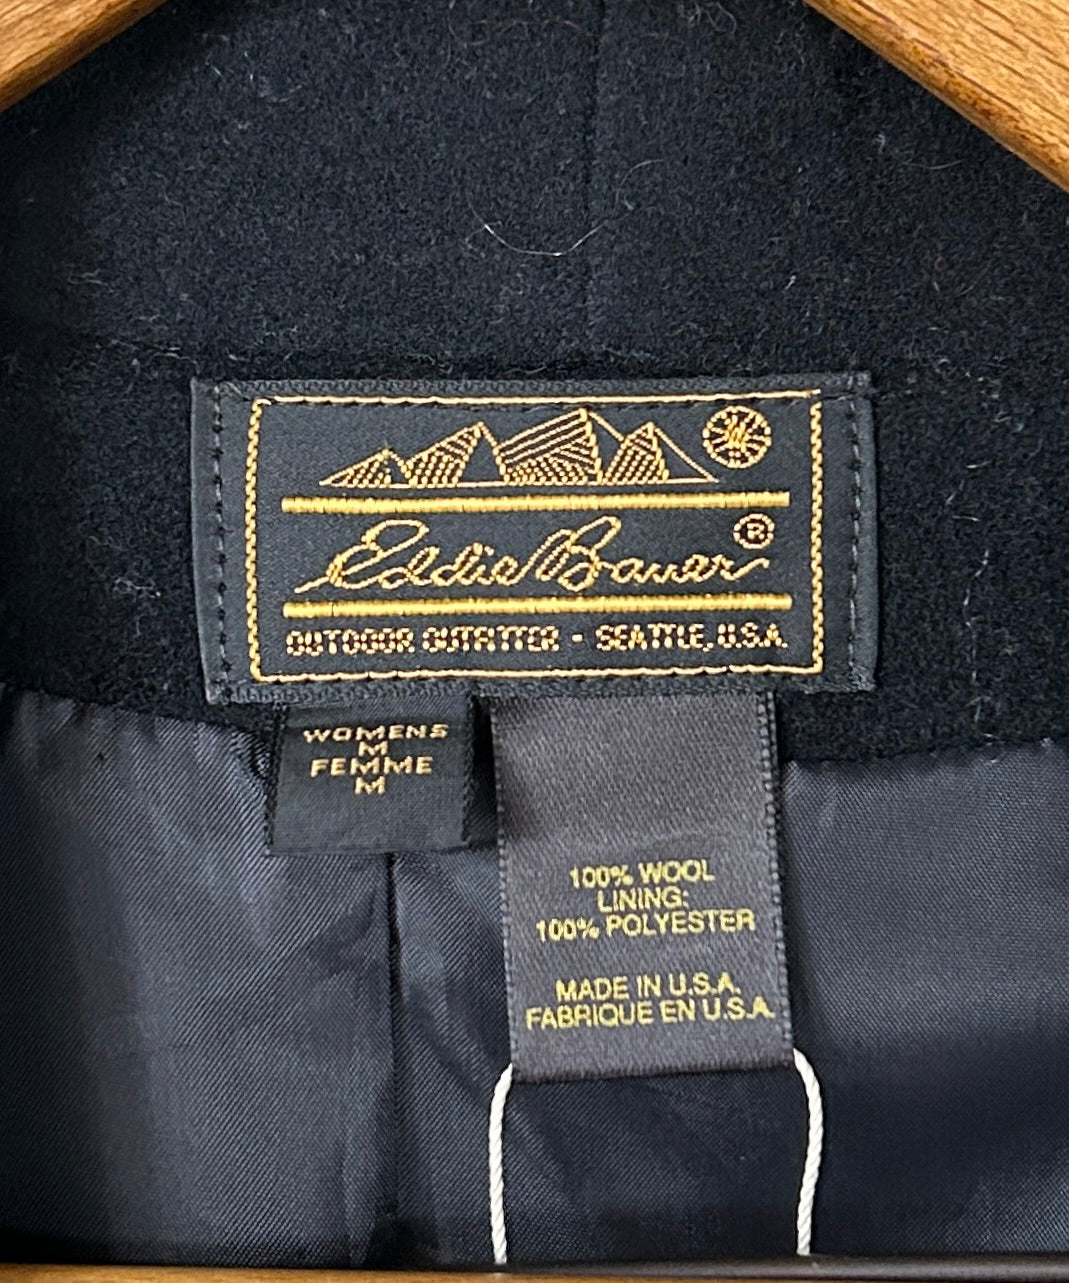 Eddie Bauer ®
OUTDOOR OUTFITTER - SEATTLE, U.S.A.
WOMENS
M
FEMME
M
100% WOOL
LINING:
100% POLYESTER
MADE IN U.S.A.
FABRIQUE EN U.S.A.